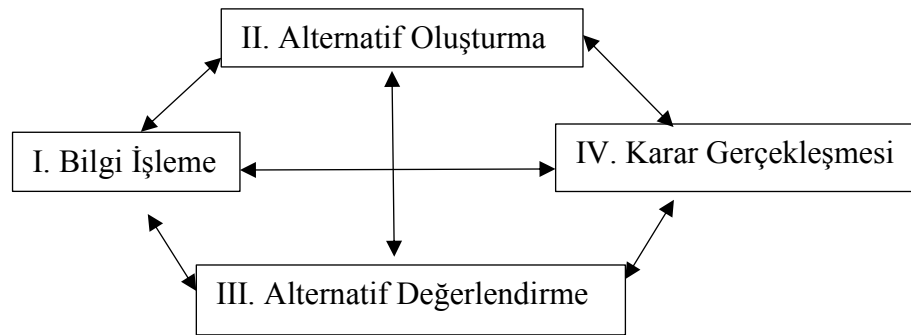 II. Alternatif Oluşturma
I. Bilgi İşleme
IV. Karar Gerçekleşmesi
III. Alternatif Değerlendirme